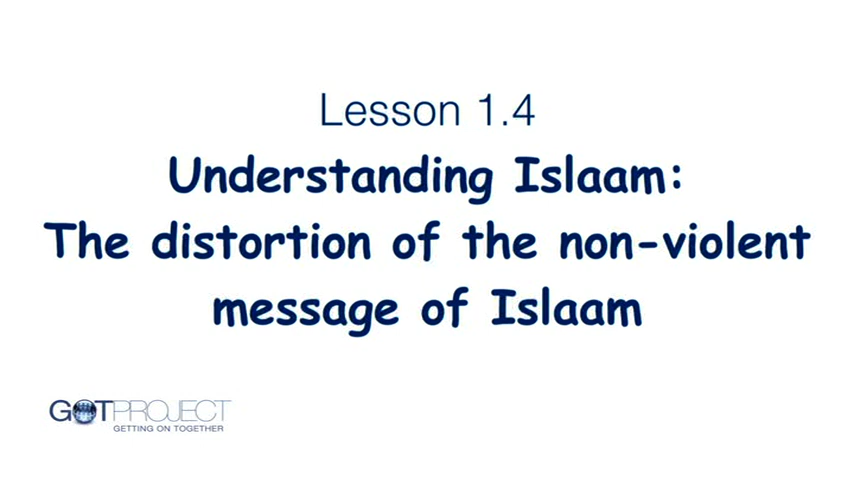 Lesson 1.4
Understanding Islaam:
The distortion of the non-violent
message of Islaam
GOTPROJECT
GETTING ON TOGETHER